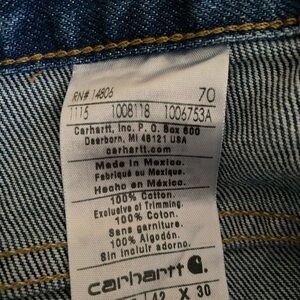 RN# 14806 70
1115 1008118 1006753A
Carhartt, Inc. P.O. Box 600
Dearborn, MI 48121 USA
carhartt.com
Made in Mexico.
Fabriqué au Mexique.
Hecho en México.
100% Cotton.
Exclusive of Trimming.
100% Coton.
Sans garniture.
100% Algodón.
Sin incluir adorno.
carhartt
42 X 30